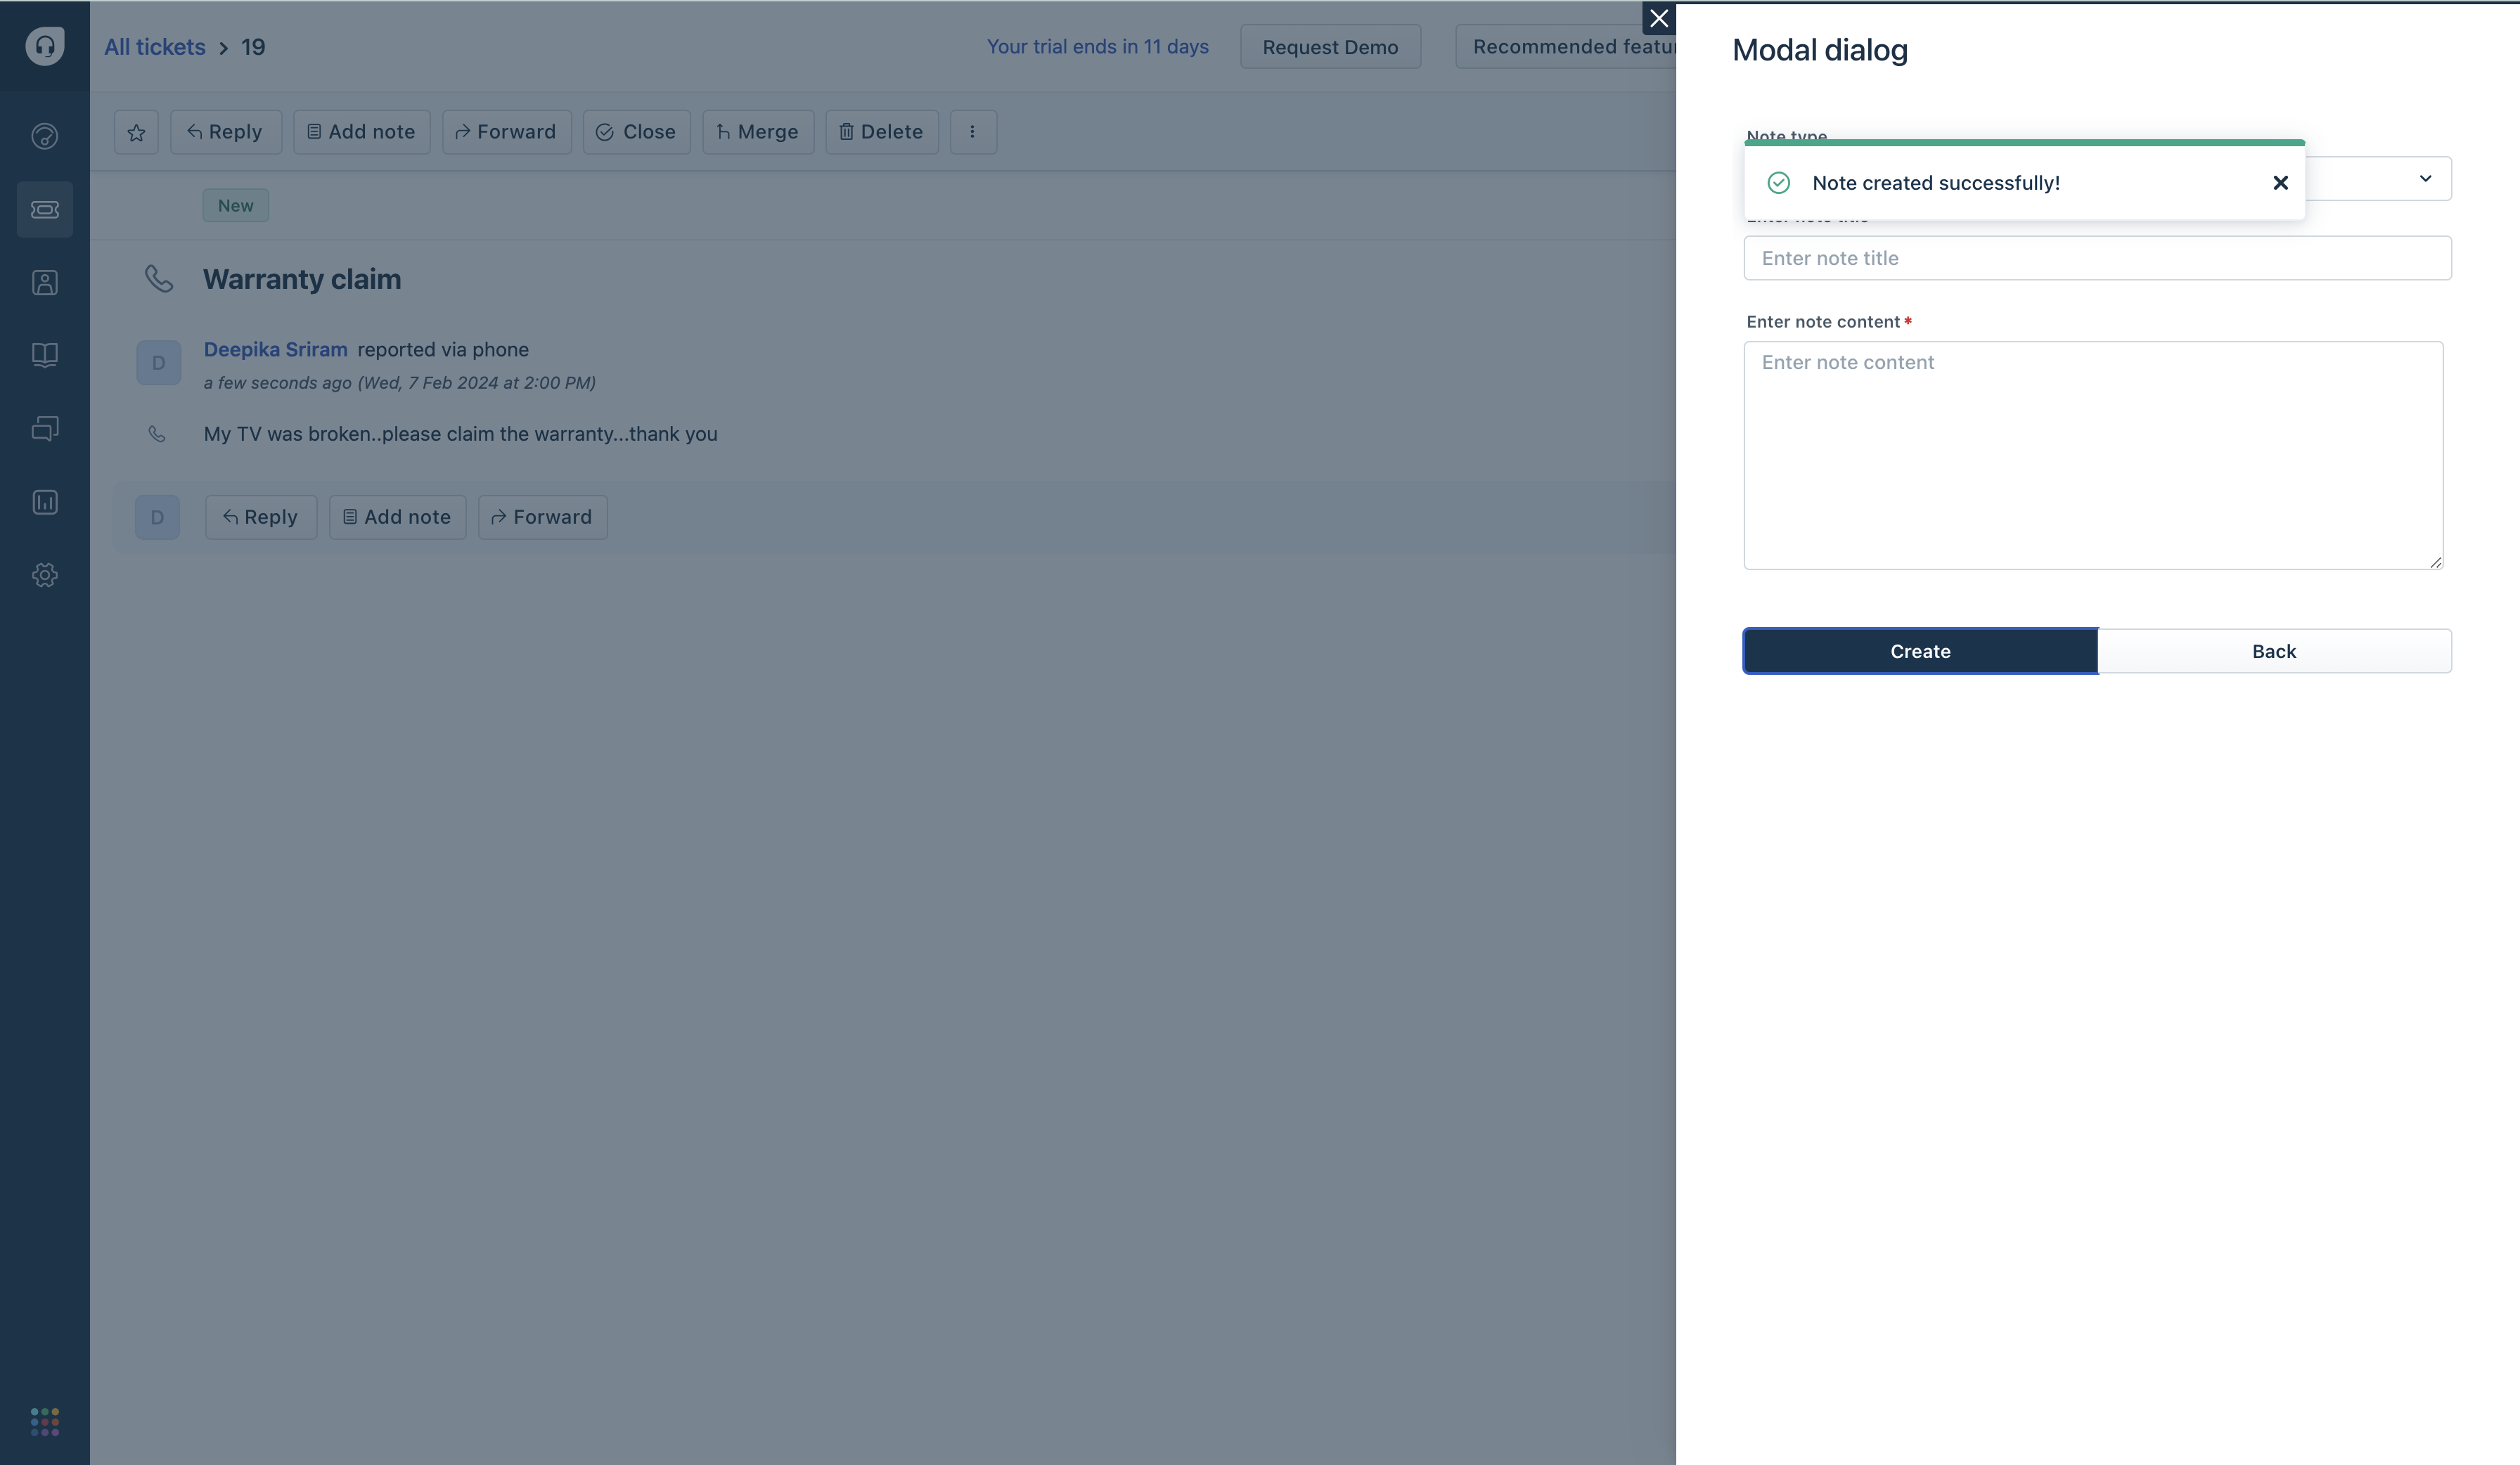 All tickets > 19
Your trial ends in 11 days
Request Demo
Recommended featu
Reply
Add note
Forward
Close
Merge
Delete
New
Warranty claim
D
Deepika Sriram reported via phone
a few seconds ago (Wed, 7 Feb 2024 at 2:00 PM)
My TV was broken..please claim the warranty...thank you
D
Reply
Add note
Forward
Modal dialog
Note type
Note created successfully!
Enter note title
Enter note title
Enter note content*
Enter note content
Create
Back